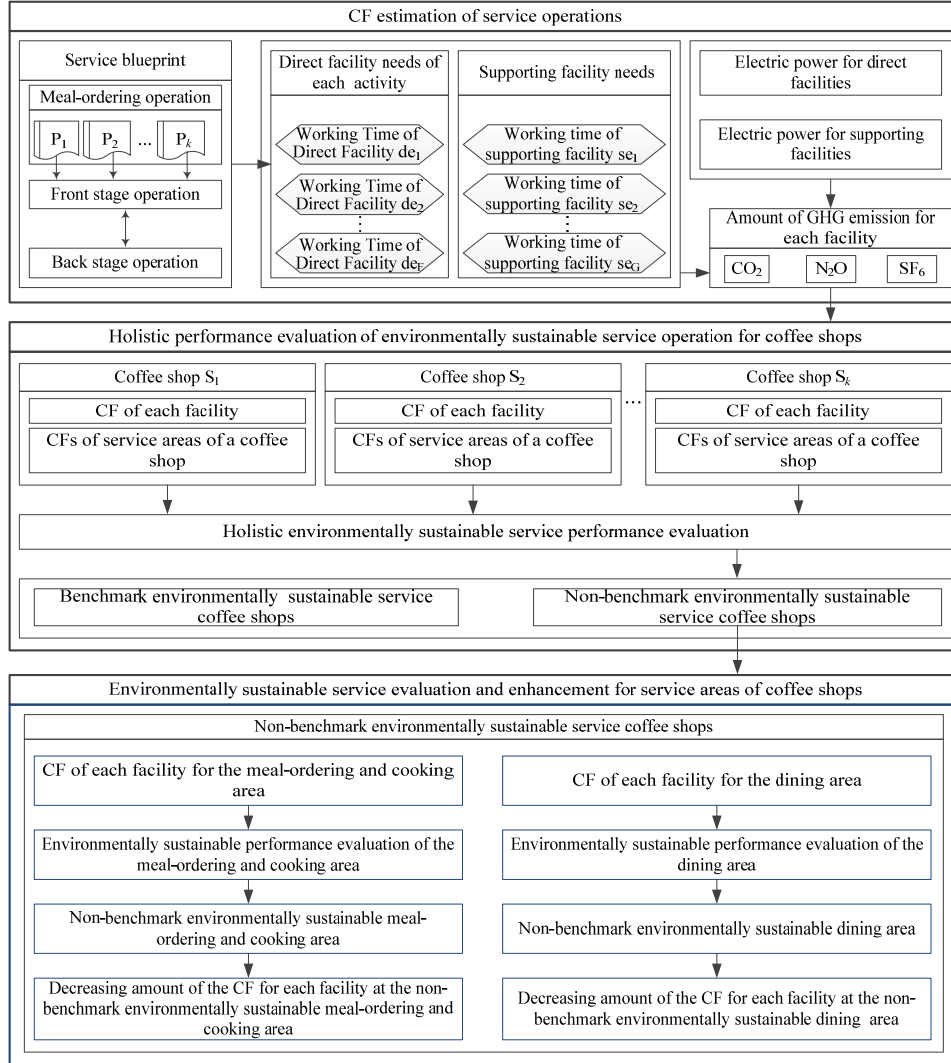 CF estimation of service operations
Service blueprint
Meal-ordering operation
P1 P2 ... Pk
Front stage operation
Back stage operation
Direct facility needs of
each activity
Working Time of
Direct Facility de1
Working Time of
Direct Facility de2
⋮
Working Time of
Direct Facility deF
Supporting facility needs
Working time of
supporting facility se1
Working time of
supporting facility se2
⋮
Working time of
supporting facility seG
Electric power for direct
facilities
Electric power for supporting
facilities
Amount of GHG emission for
each facility
CO2 N2O SF6
Holistic performance evaluation of environmentally sustainable service operation for coffee shops
Coffee shop S1
CF of each facility
CFs of service areas of a coffee
shop
Coffee shop S2
CF of each facility
CFs of service areas of a coffee
shop
...
Coffee shop Sk
CF of each facility
CFs of service areas of a coffee
shop
Holistic environmentally sustainable service performance evaluation
Benchmark environmentally sustainable service
coffee shops
Non-benchmark environmentally sustainable
service coffee shops
Environmentally sustainable service evaluation and enhancement for service areas of coffee shops
Non-benchmark environmentally sustainable service coffee shops
CF of each facility for the meal-ordering and cooking
area
Environmentally sustainable performance evaluation of the
meal-ordering and cooking area
Non-benchmark environmentally sustainable meal-
ordering and cooking area
Decreasing amount of the CF for each facility at the non-
benchmark environmentally sustainable meal-ordering and
cooking area
CF of each facility for the dining area
Environmentally sustainable performance evaluation of the
dining area
Non-benchmark environmentally sustainable dining area
Decreasing amount of the CF for each facility at the non-
benchmark environmentally sustainable dining area